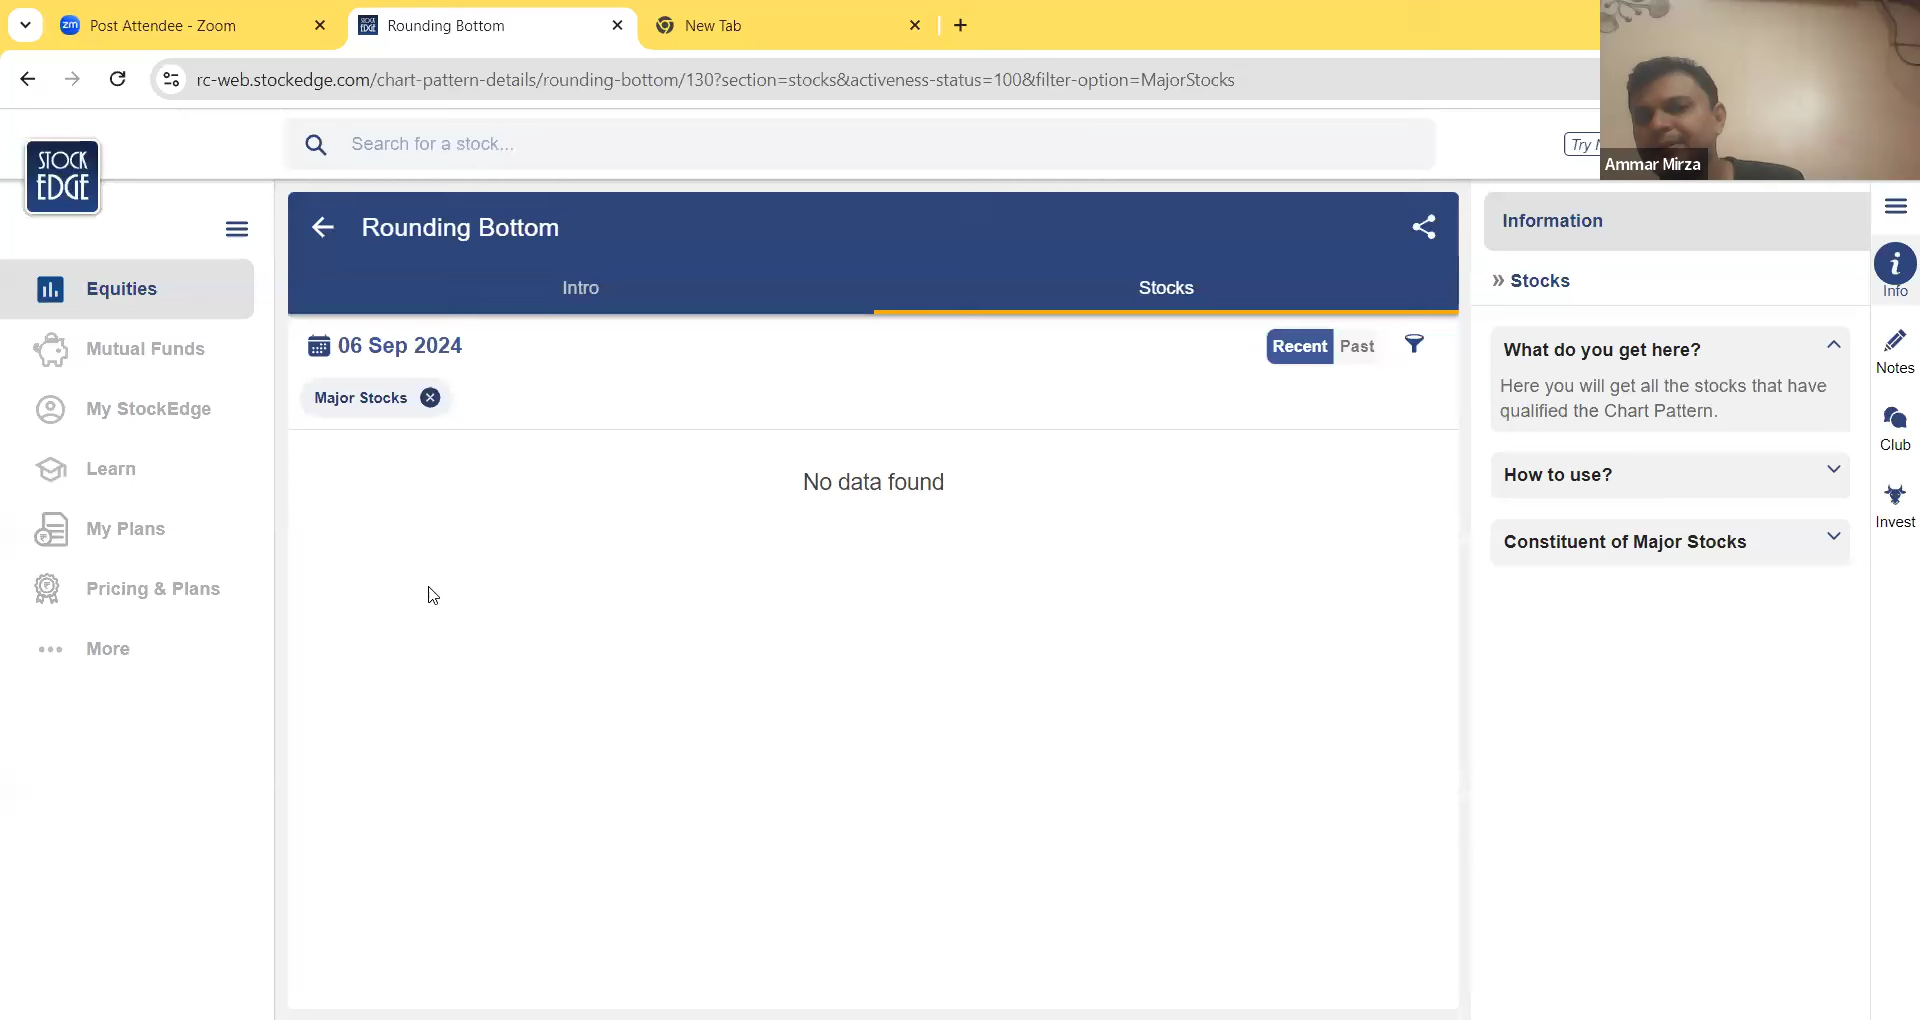 zm Post Attendee - Zoom
Rounding Bottom
New Tab
rc-web.stockedge.com/chart-pattern-details/rounding-bottom/130?section=stocks&activeness-status=100&filter-option=MajorStocks
Ammar Mirza
STOCK
EDGE
Search for a stock...
Try
Equities
Mutual Funds
My StockEdge
Learn
My Plans
Pricing & Plans
More
Rounding Bottom
Intro
Stocks
06 Sep 2024
Recent
Past
Major Stocks
No data found
Information
» Stocks
What do you get here?
Here you will get all the stocks that have
qualified the Chart Pattern.
How to use?
Constituent of Major Stocks
Info
Notes
Club
Invest